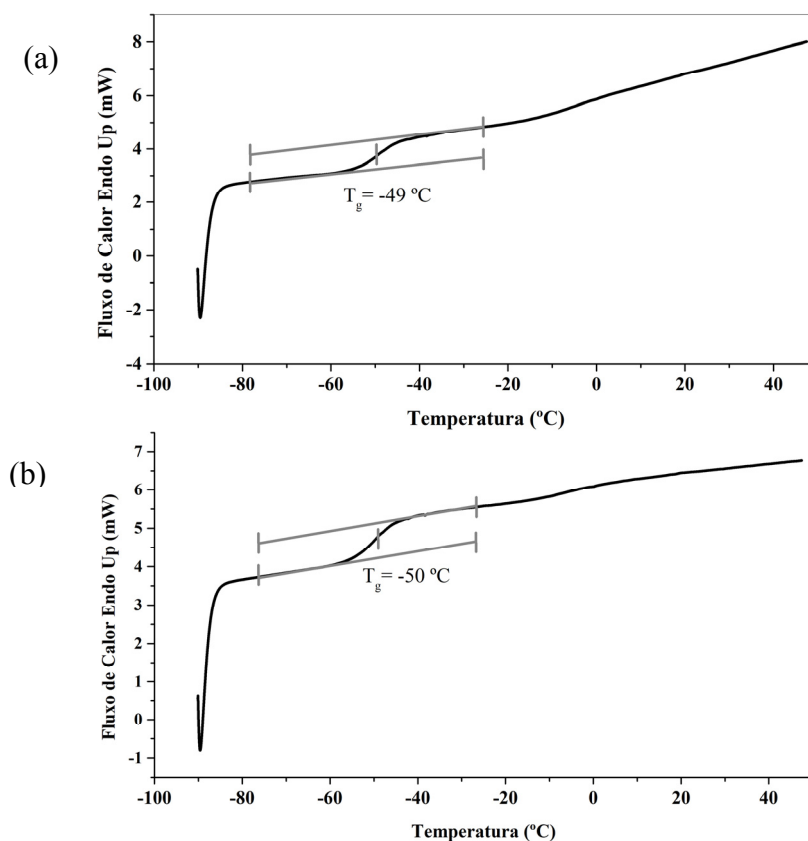 (a)
Fluxo de Calor Endo Up (mW)
8
6
4
2
0
-2
-4
T_g = -49 ºC
-100 -80 -60 -40 -20 0 20 40
Temperatura (ºC)
(b)
Fluxo de Calor Endo Up (mW)
7
6
5
4
3
2
1
0
-1
T_g = -50 ºC
-100 -80 -60 -40 -20 0 20 40
Temperatura (ºC)